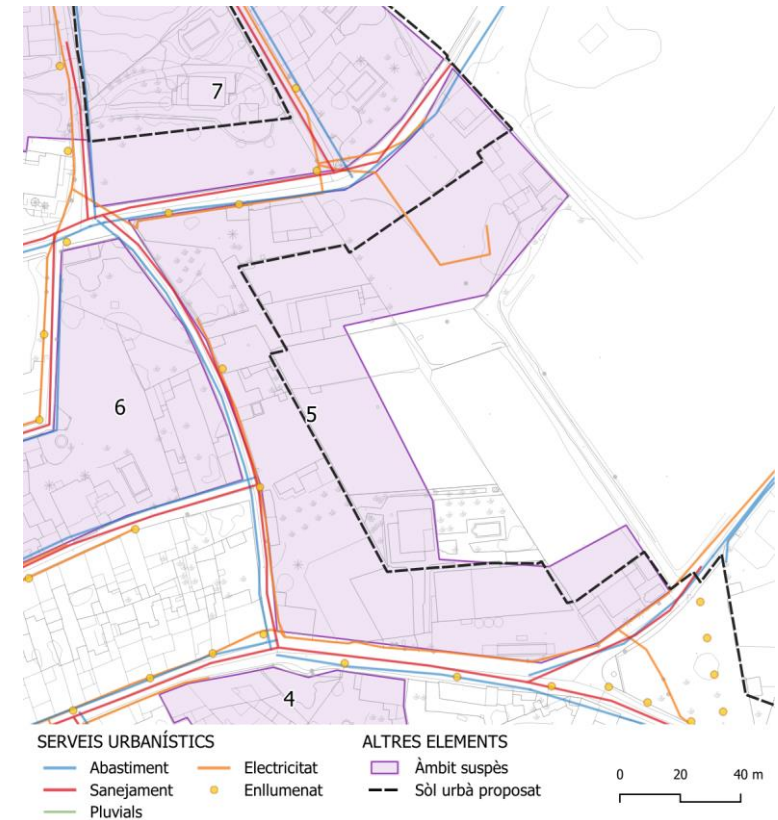 7
6
5
4
SERVEIS URBANÍSTICS
Abastiment
Sanejament
Pluvials
Electricitat
Enllumenat
ALTRES ELEMENTS
Àmbit suspès
Sòl urbà proposat
0 20 40 m